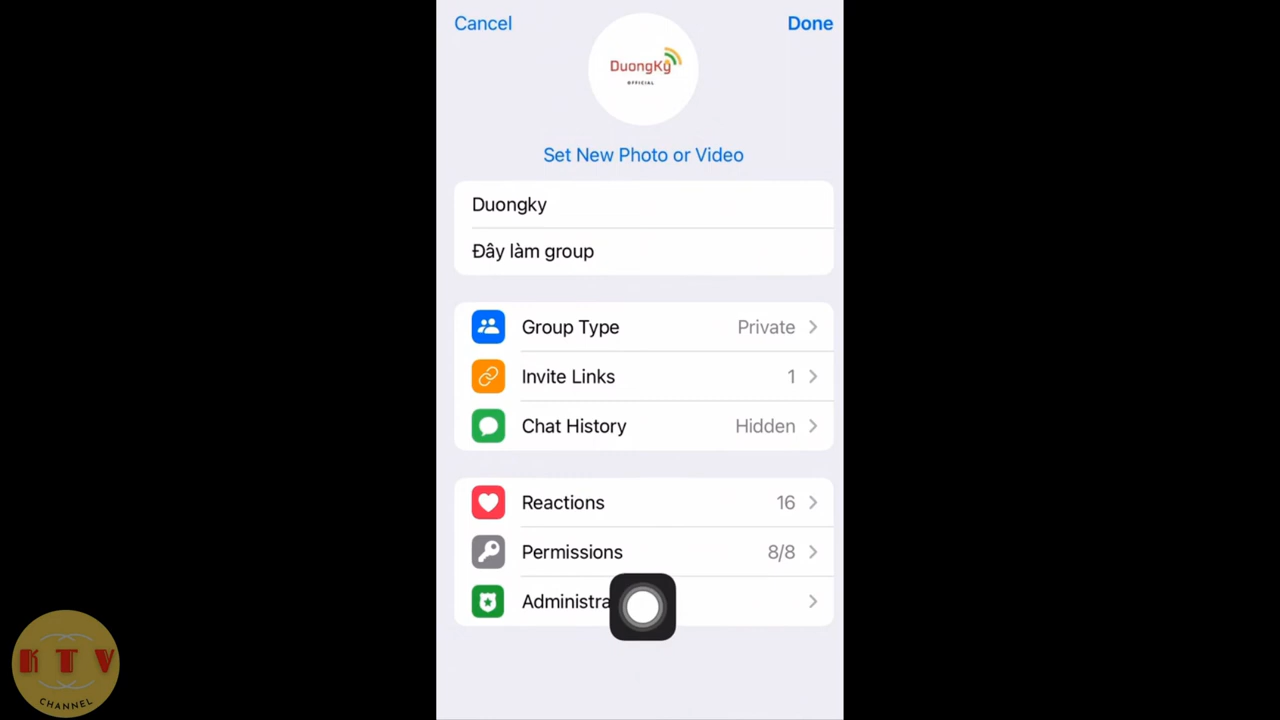 Cancel
Done
DuongKy
OFFICIAL
Set New Photo or Video
Duongky
Đây làm group
Group Type Private
Invite Links 1
Chat History Hidden
Reactions 16
Permissions 8/8
KTV
CHANNEL